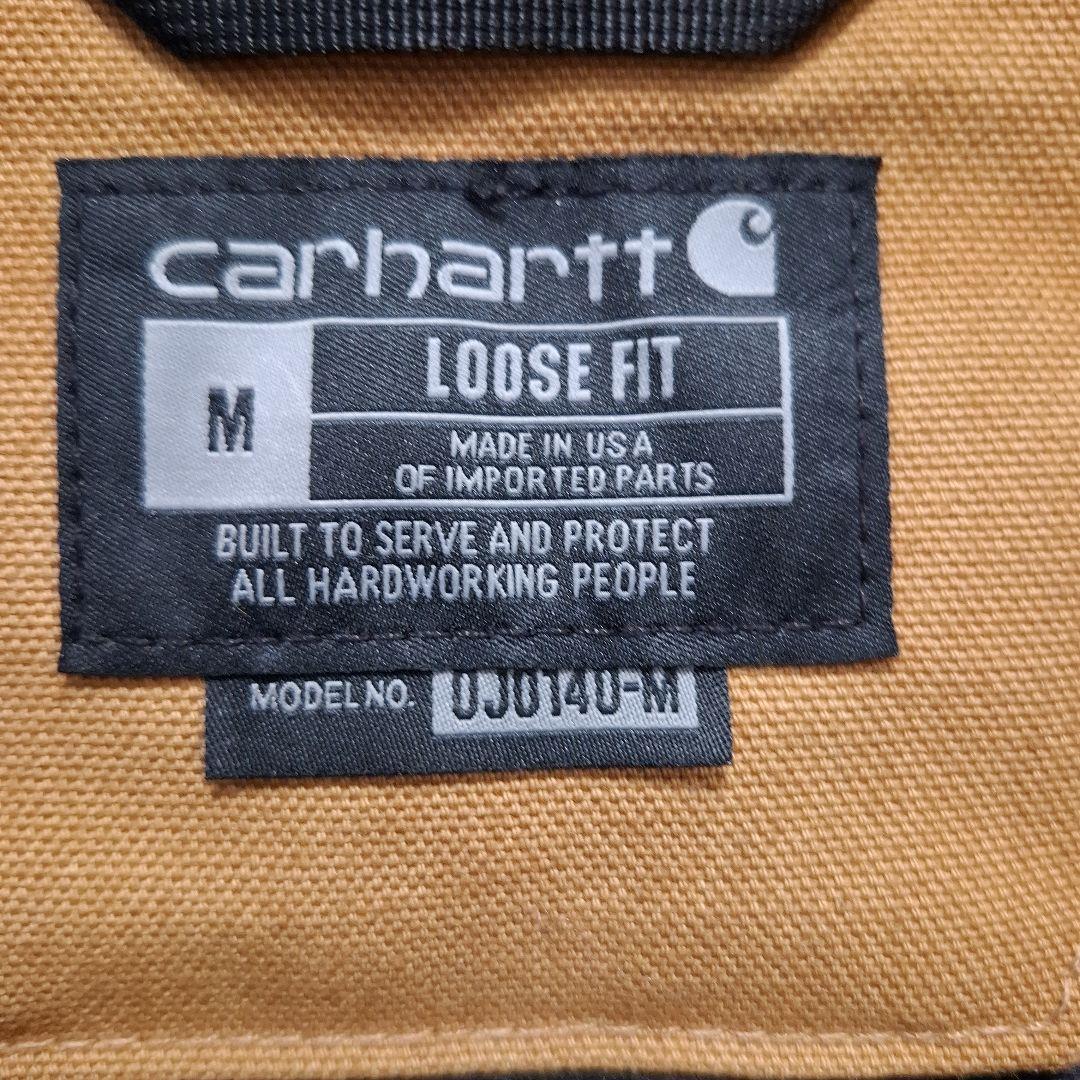 carhartt
M
LOOSE FIT
MADE IN USA
OF IMPORTED PARTS
BUILT TO SERVE AND PROTECT
ALL HARDWORKING PEOPLE
MODEL NO. 0J0140-M